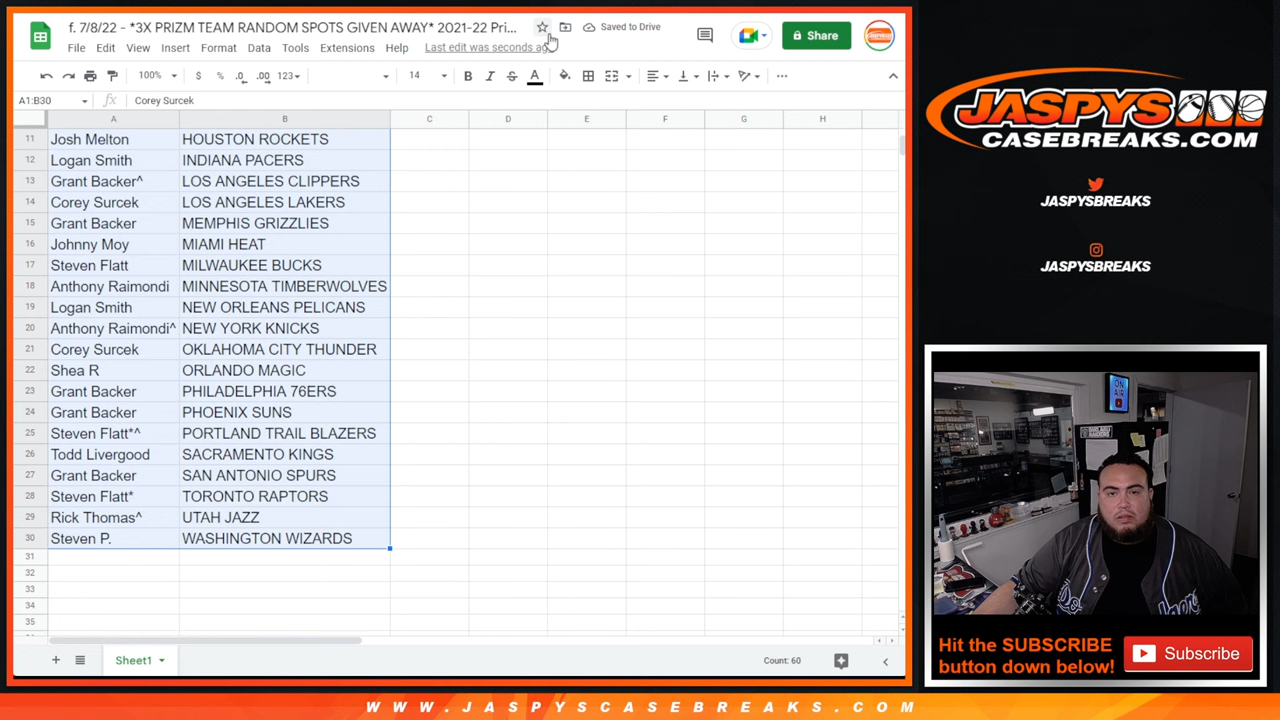 f. 7/8/22 - *3X PRIZM TEAM RANDOM SPOTS GIVEN AWAY* 2021-22 Pri...
Saved to Drive
Share
File Edit View Insert Format Data Tools Extensions Help Last edit was seconds ag
100% $ % .0 .00 123 14 B I S A
A1:B30 fx Corey Surcek
A B C D E F G H
11 Josh Melton HOUSTON ROCKETS
12 Logan Smith INDIANA PACERS
13 Grant Backer^ LOS ANGELES CLIPPERS
14 Corey Surcek LOS ANGELES LAKERS
15 Grant Backer MEMPHIS GRIZZLIES
16 Johnny Moy MIAMI HEAT
17 Steven Flatt MILWAUKEE BUCKS
18 Anthony Raimondi MINNESOTA TIMBERWOLVES
19 Logan Smith NEW ORLEANS PELICANS
20 Anthony Raimondi^ NEW YORK KNICKS
21 Corey Surcek OKLAHOMA CITY THUNDER
22 Shea R ORLANDO MAGIC
23 Grant Backer PHILADELPHIA 76ERS
24 Grant Backer PHOENIX SUNS
25 Steven Flatt*^ PORTLAND TRAIL BLAZERS
26 Todd Livergood SACRAMENTO KINGS
27 Grant Backer SAN ANTONIO SPURS
28 Steven Flatt* TORONTO RAPTORS
29 Rick Thomas^ UTAH JAZZ
30 Steven P. WASHINGTON WIZARDS
31
32
33
34
35
Sheet1
Count: 60
JASPYS
CASEBREAKS.COM
JASPYSBREAKS
JASPYSBREAKS
ON
AIR
Hit the SUBSCRIBE
button down below!
Subscribe
WWW.JASPYSCASEBREAKS.COM